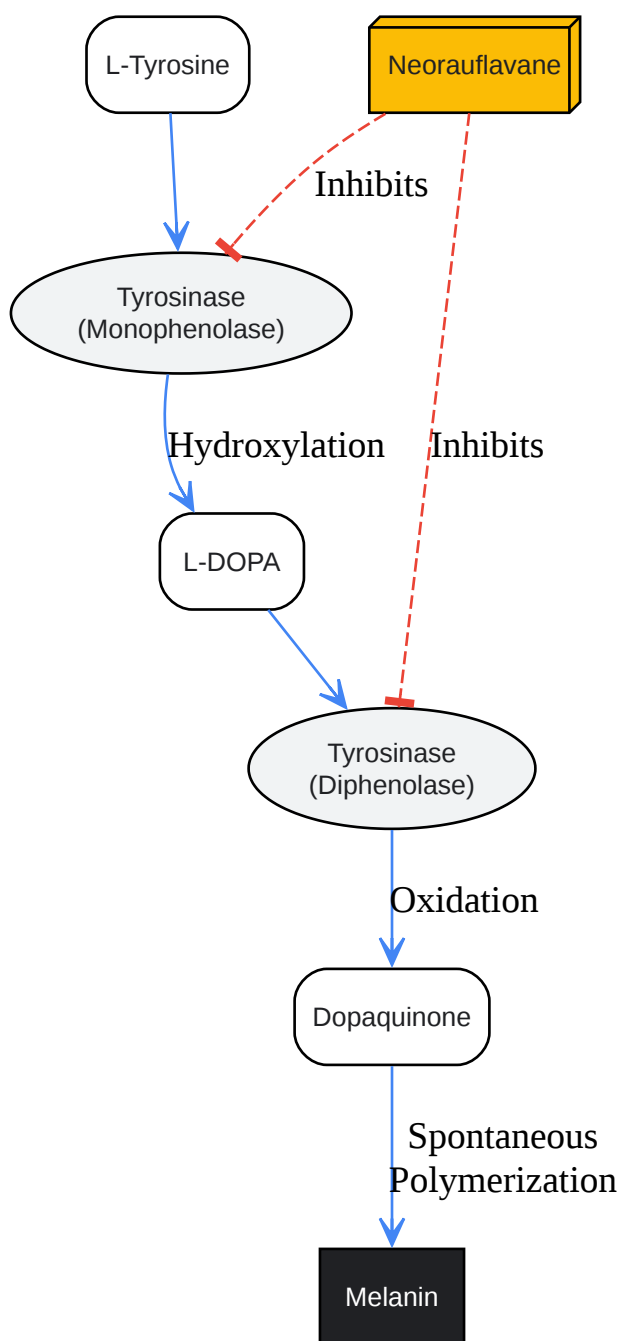 L-Tyrosine
Neorauflavane
Inhibits
Tyrosinase
(Monophenolase)
Hydroxylation
Inhibits
L-DOPA
Tyrosinase
(Diphenolase)
Oxidation
Dopaquinone
Spontaneous
Polymerization
Melanin